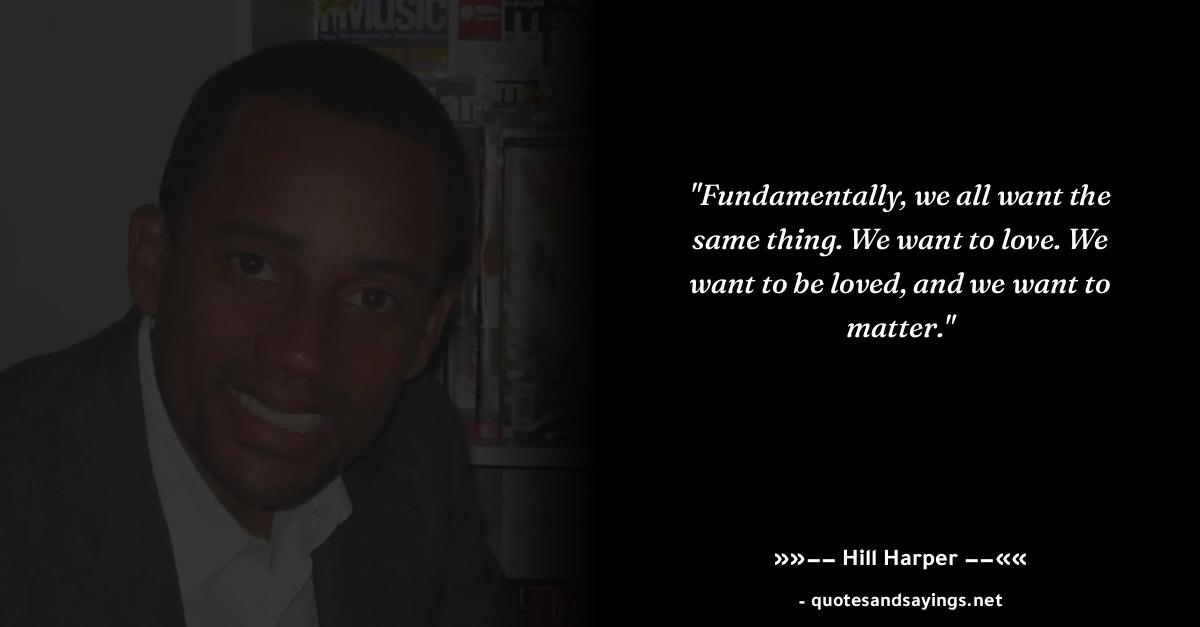 MUSIC
"Fundamentally, we all want the
same thing. We want to love. We
want to be loved, and we want to
matter."
»»–– Hill Harper ––««
- quotesandsayings.net